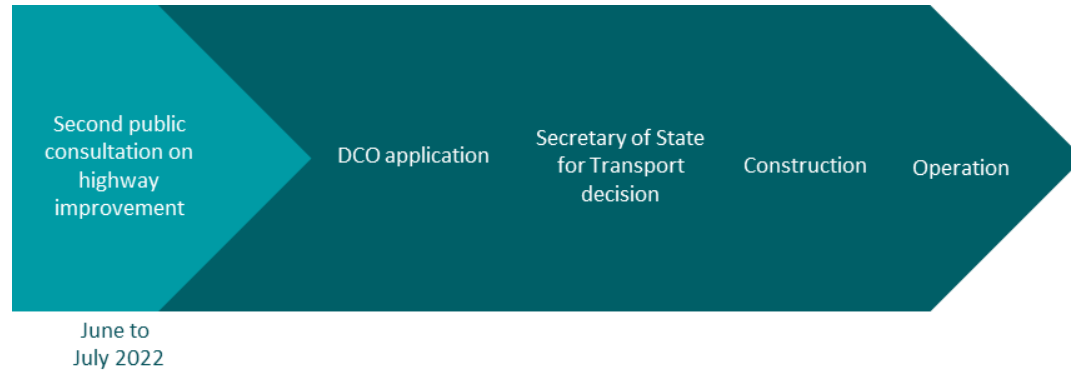 Second public
consultation on
highway
improvement
DCO application
Secretary of State
for Transport
decision
Construction
Operation
June to
July 2022